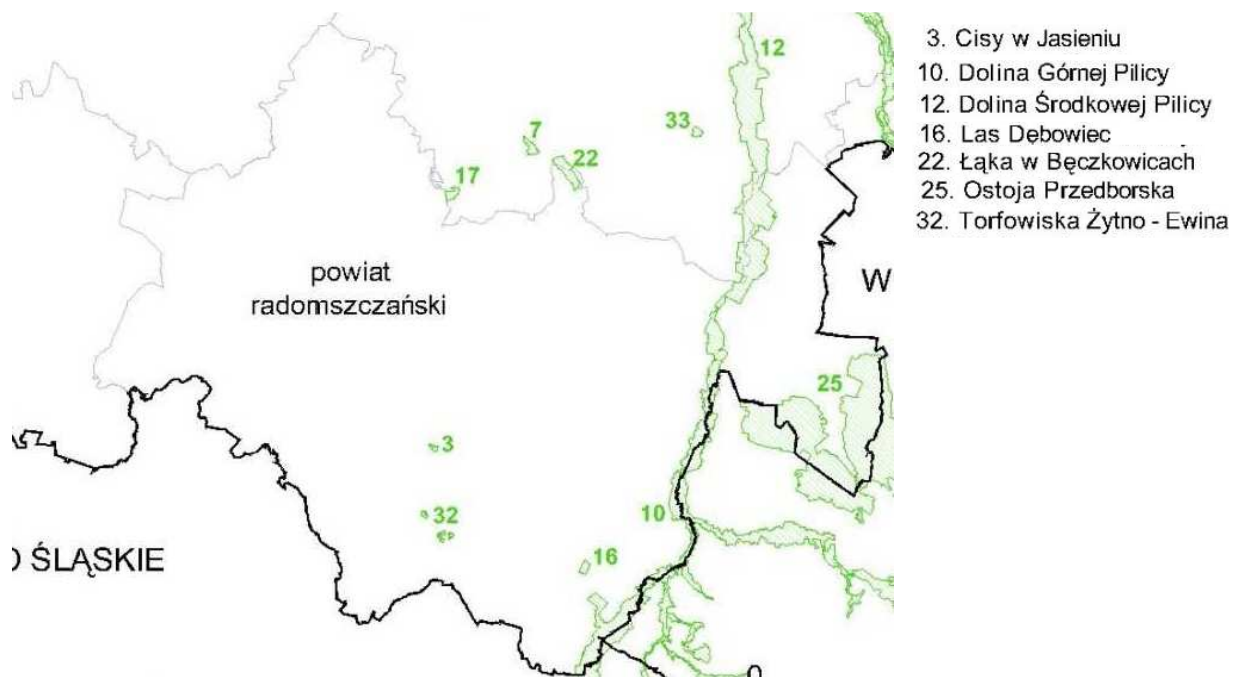 12
3. Cisy w Jasieniu
10. Dolina Górnej Pilicy
12. Dolina Środkowej Pilicy
16. Las Dębowiec
22. Łąka w Bęczkowicach
25. Ostoja Przedborska
32. Torfowiska Żytno - Ewina
33
7
22
17
powiat
radomszczański
W
25
3
10
32
16
O ŚLĄSKIE